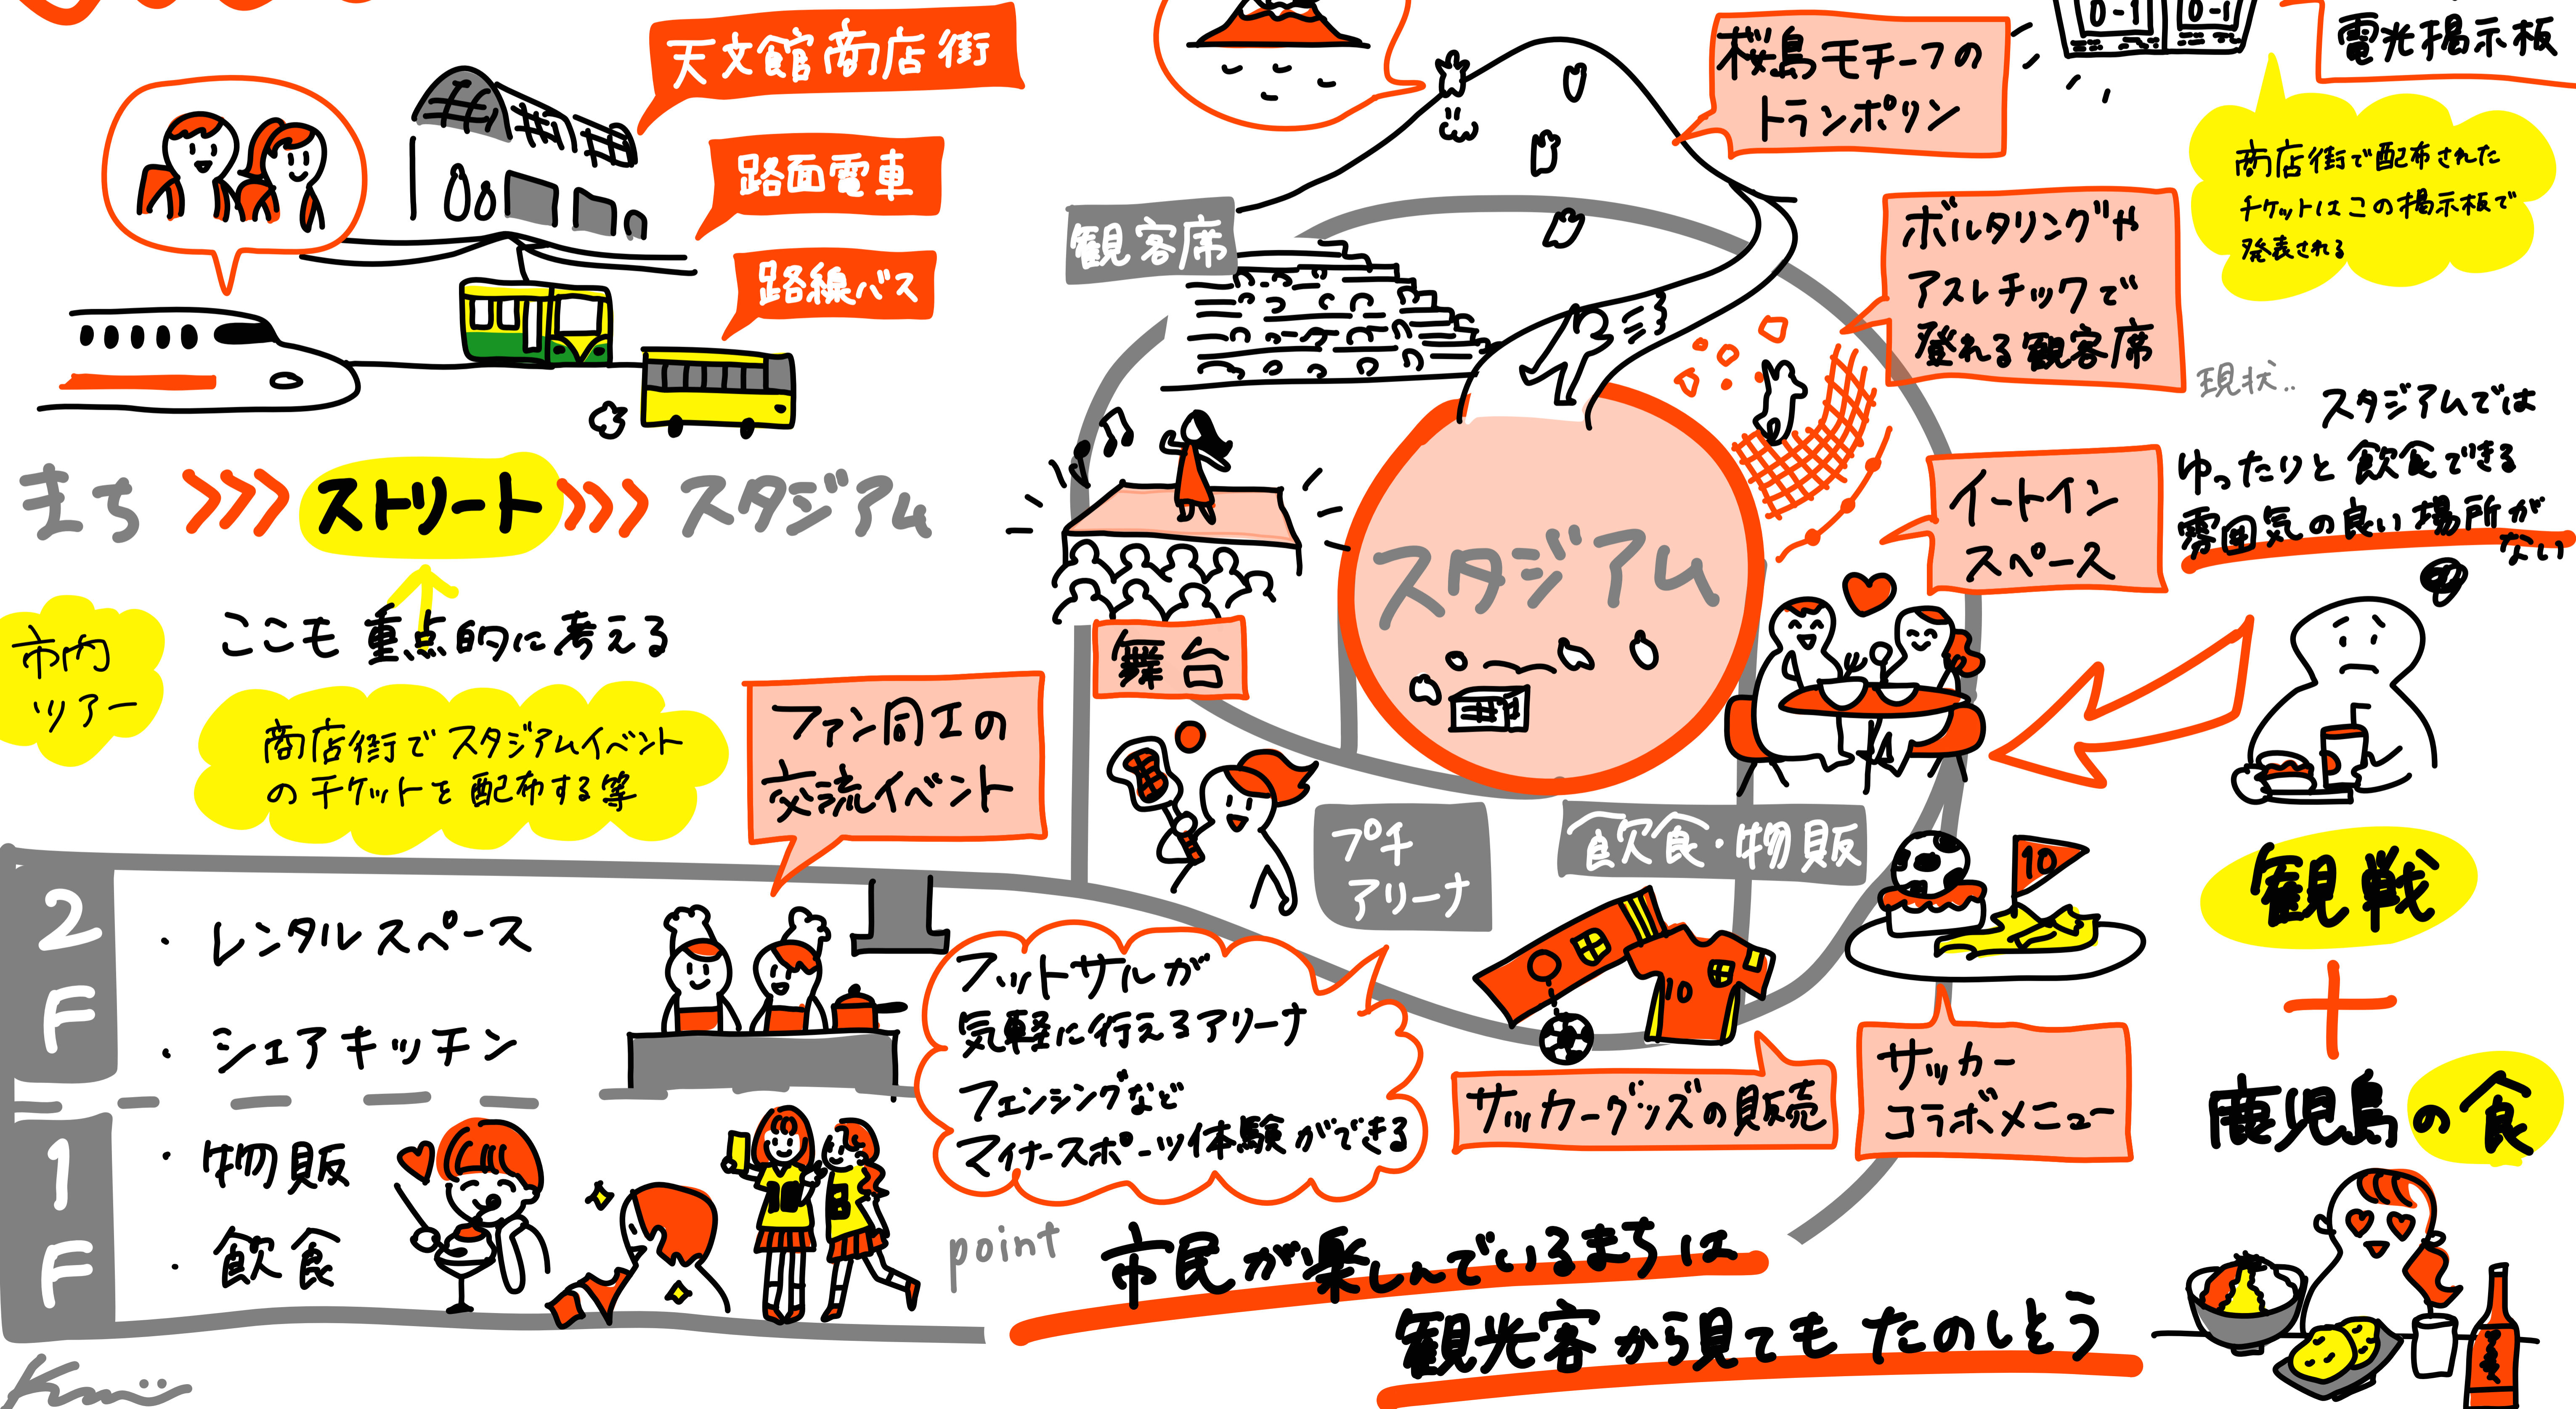 天文館商店街
路面電車
路線バス
まち >>> ストリート >>> スタジアム
ここも重点的に考える
市内
ツアー
商店街でスタジアムイベント
のチケットを配布する等
ファン同士の
交流イベント
2F
・レンタルスペース
・シェアキッチン
1F
・物販
・飲食
観客席
桜島モチーフの
トランポリン
0-1 0-1
電光掲示板
商店街で配布された
チケットはこの掲示板で
発表される
ボルタリングや
アスレチックで
登れる観客席
現状..
スタジアムでは
ゆったりと飲食できる
雰囲気の良い場所が
ない
イートイン
スペース
スタジアム
舞台
プチ
アリーナ
飲食・物販
フットサルが
気軽に行えるアリーナ
フェンシングなど
マイナースポーツ体験ができる
10
10
サッカーグッズの販売
サッカー
コラボメニュー
観戦
+
鹿児島の食
point
市民が楽しんでいるまちは
観光客から見てもたのしそう